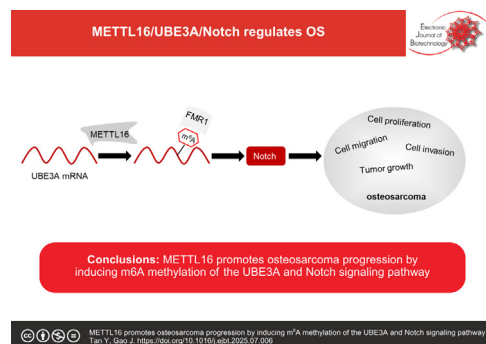 METTL16/UBE3A/Notch regulates OS
Electronic
Journal of
Biotechnology
METTL16
UBE3A mRNA
FMR1
m⁶A
Notch
Cell proliferation
Cell migration
Cell invasion
Tumor growth
osteosarcoma
Conclusions: METTL16 promotes osteosarcoma progression by
inducing m6A methylation of the UBE3A and Notch signaling pathway
METTL16 promotes osteosarcoma progression by inducing m⁶A methylation of the UBE3A and Notch signaling pathway
Tan Y, Gao J. https://doi.org/10.1016/j.ejbt.2025.07.006